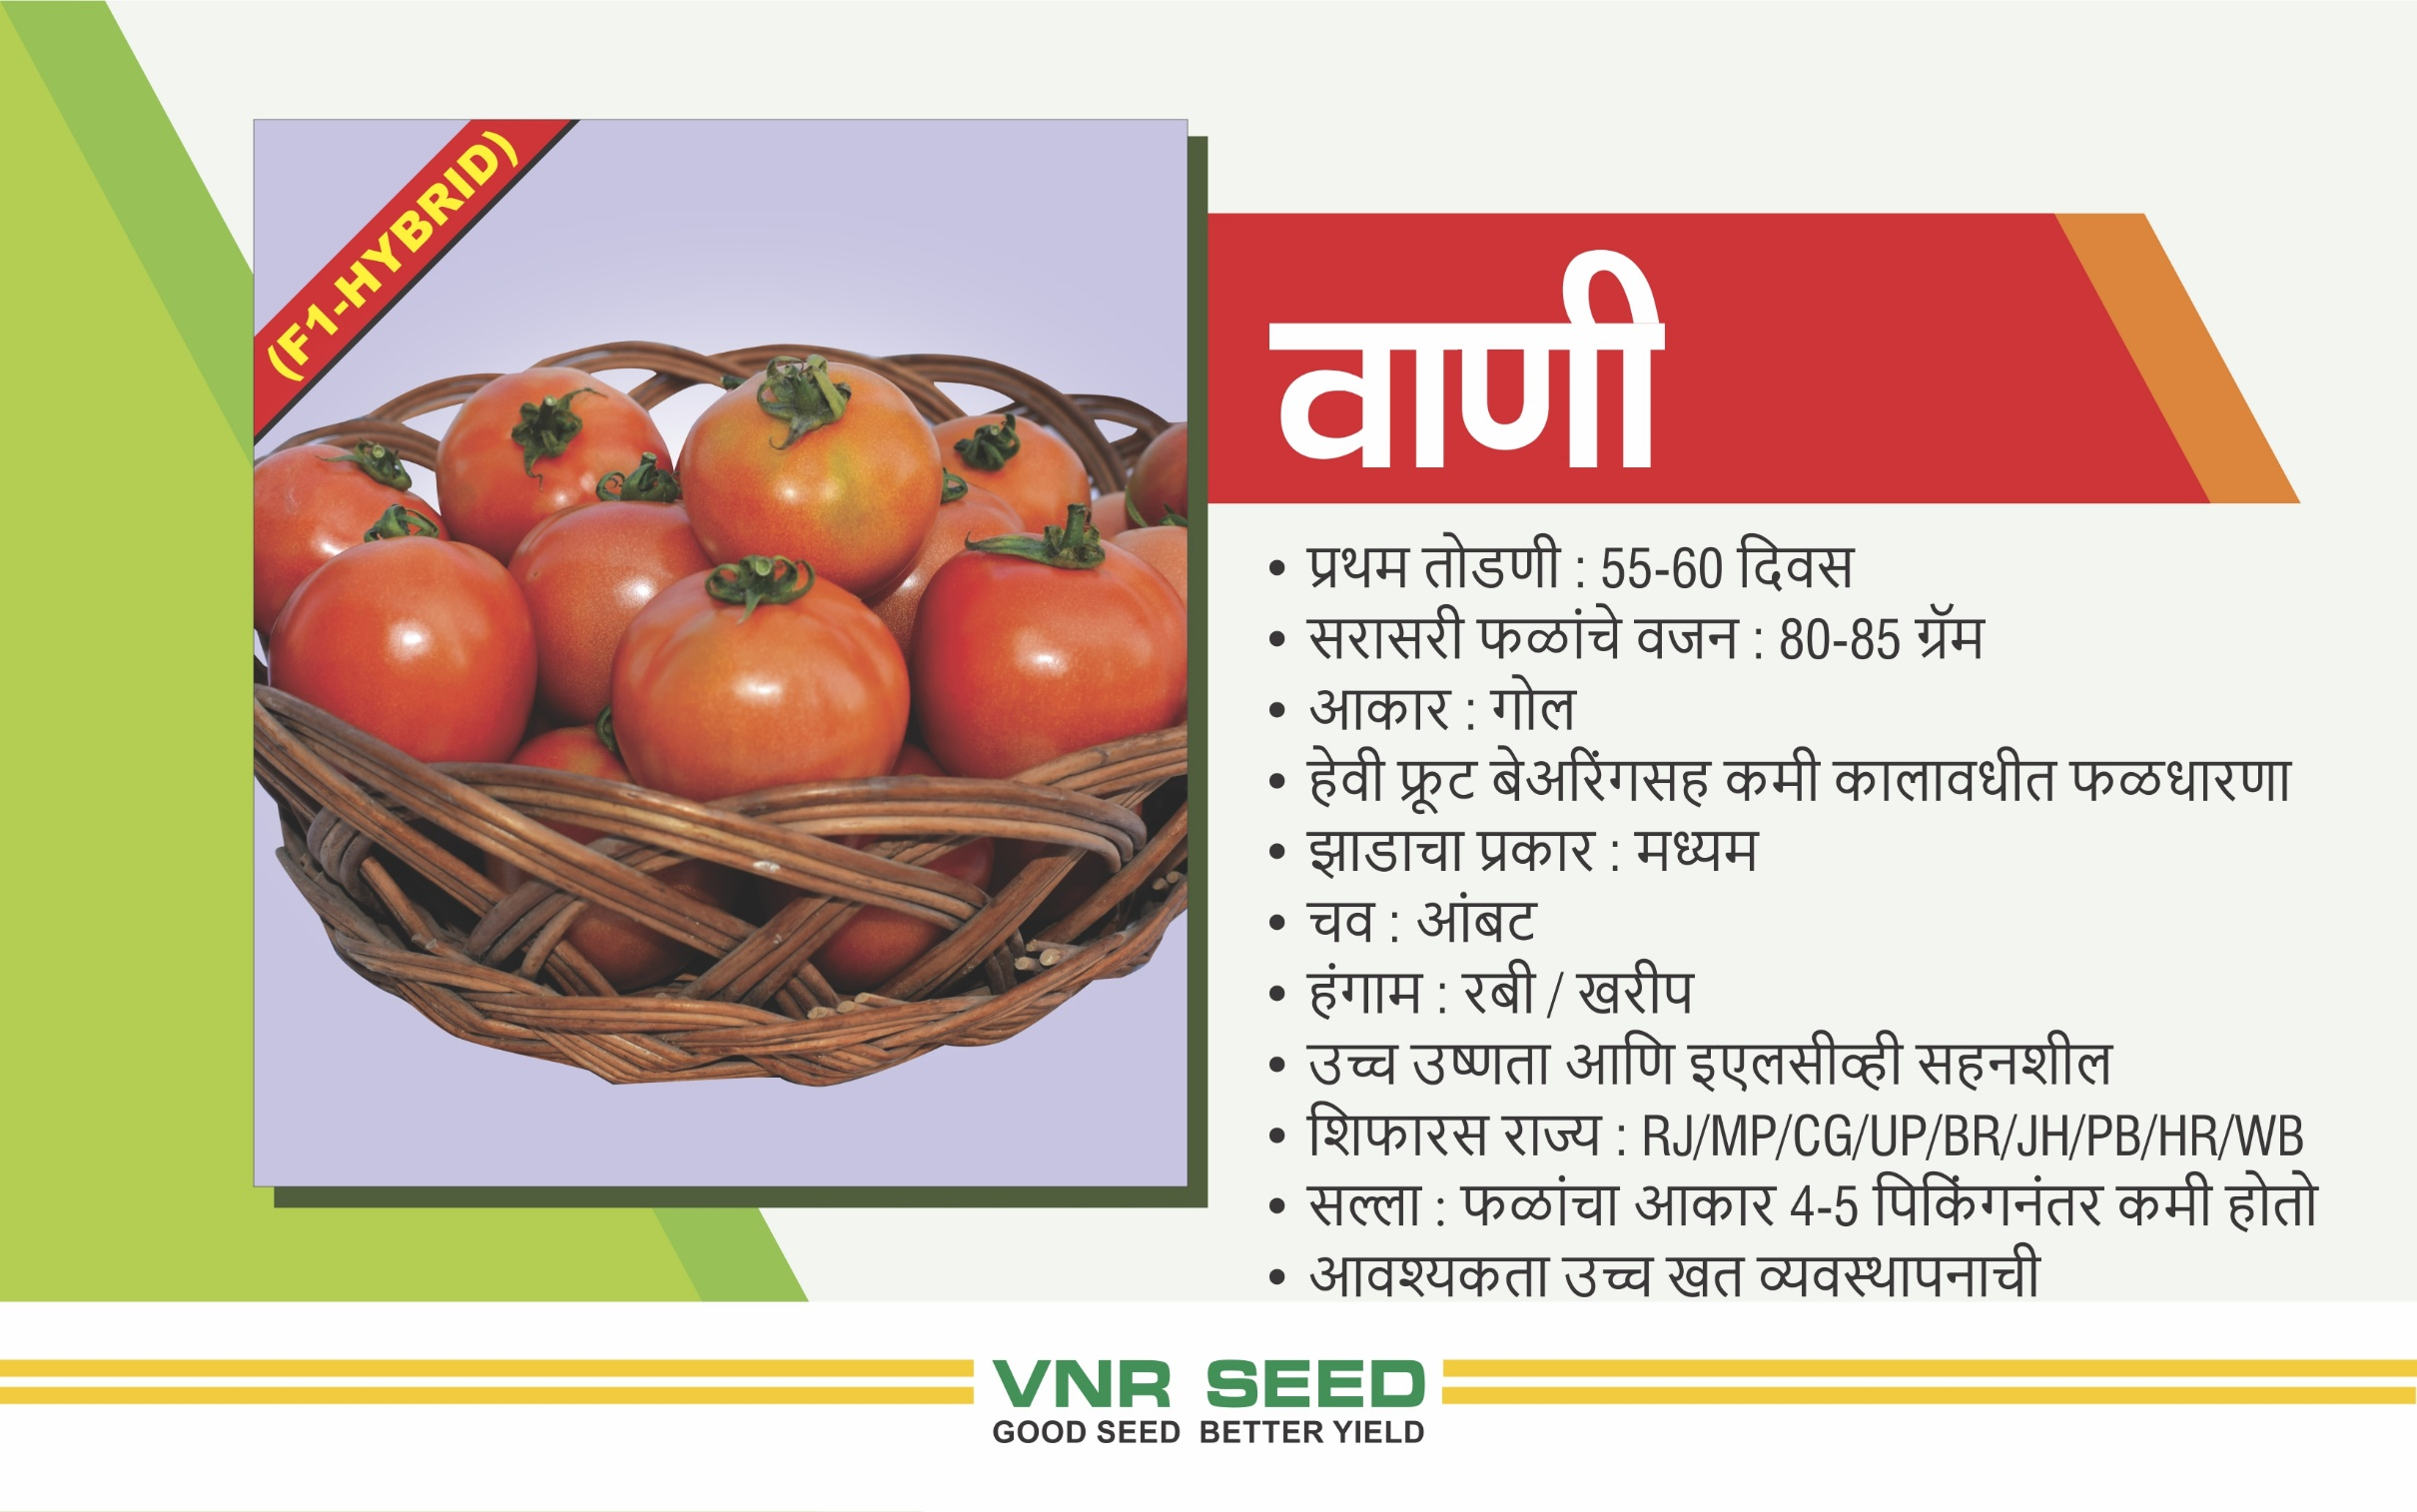 (F1-HYBRID)
वाणी
• प्रथम तोडणी : 55-60 दिवस
• सरासरी फळांचे वजन : 80-85 ग्रॅम
• आकार : गोल
• हेवी फ्रूट बेअरिंगसह कमी कालावधीत फळधारणा
• झाडाचा प्रकार : मध्यम
• चव : आंबट
• हंगाम : रबी / खरीप
• उच्च उष्णता आणि इएलसीव्ही सहनशील
• शिफारस राज्य : RJ/MP/CG/UP/BR/JH/PB/HR/WB
• सल्ला : फळांचा आकार 4-5 पिकिंगनंतर कमी होतो
• आवश्यकता उच्च खत व्यवस्थापनाची
VNR SEED
GOOD SEED BETTER YIELD